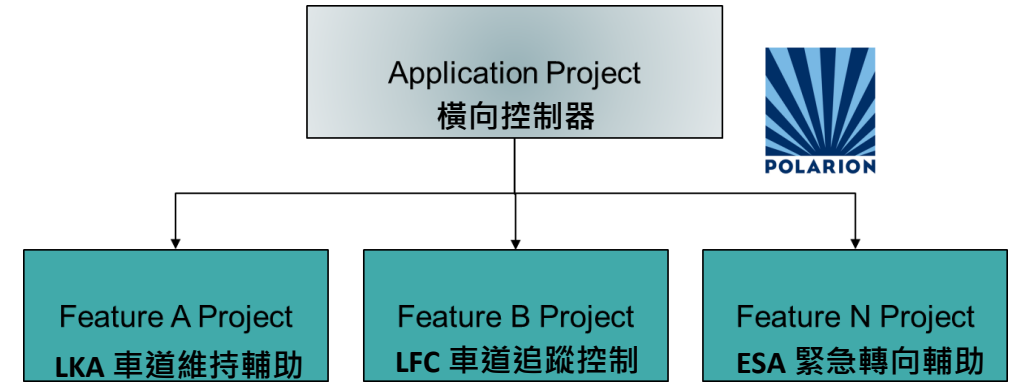 Application Project
橫向控制器
POLARION
Feature A Project
LKA 車道維持輔助
Feature B Project
LFC 車道追蹤控制
Feature N Project
ESA 緊急轉向輔助